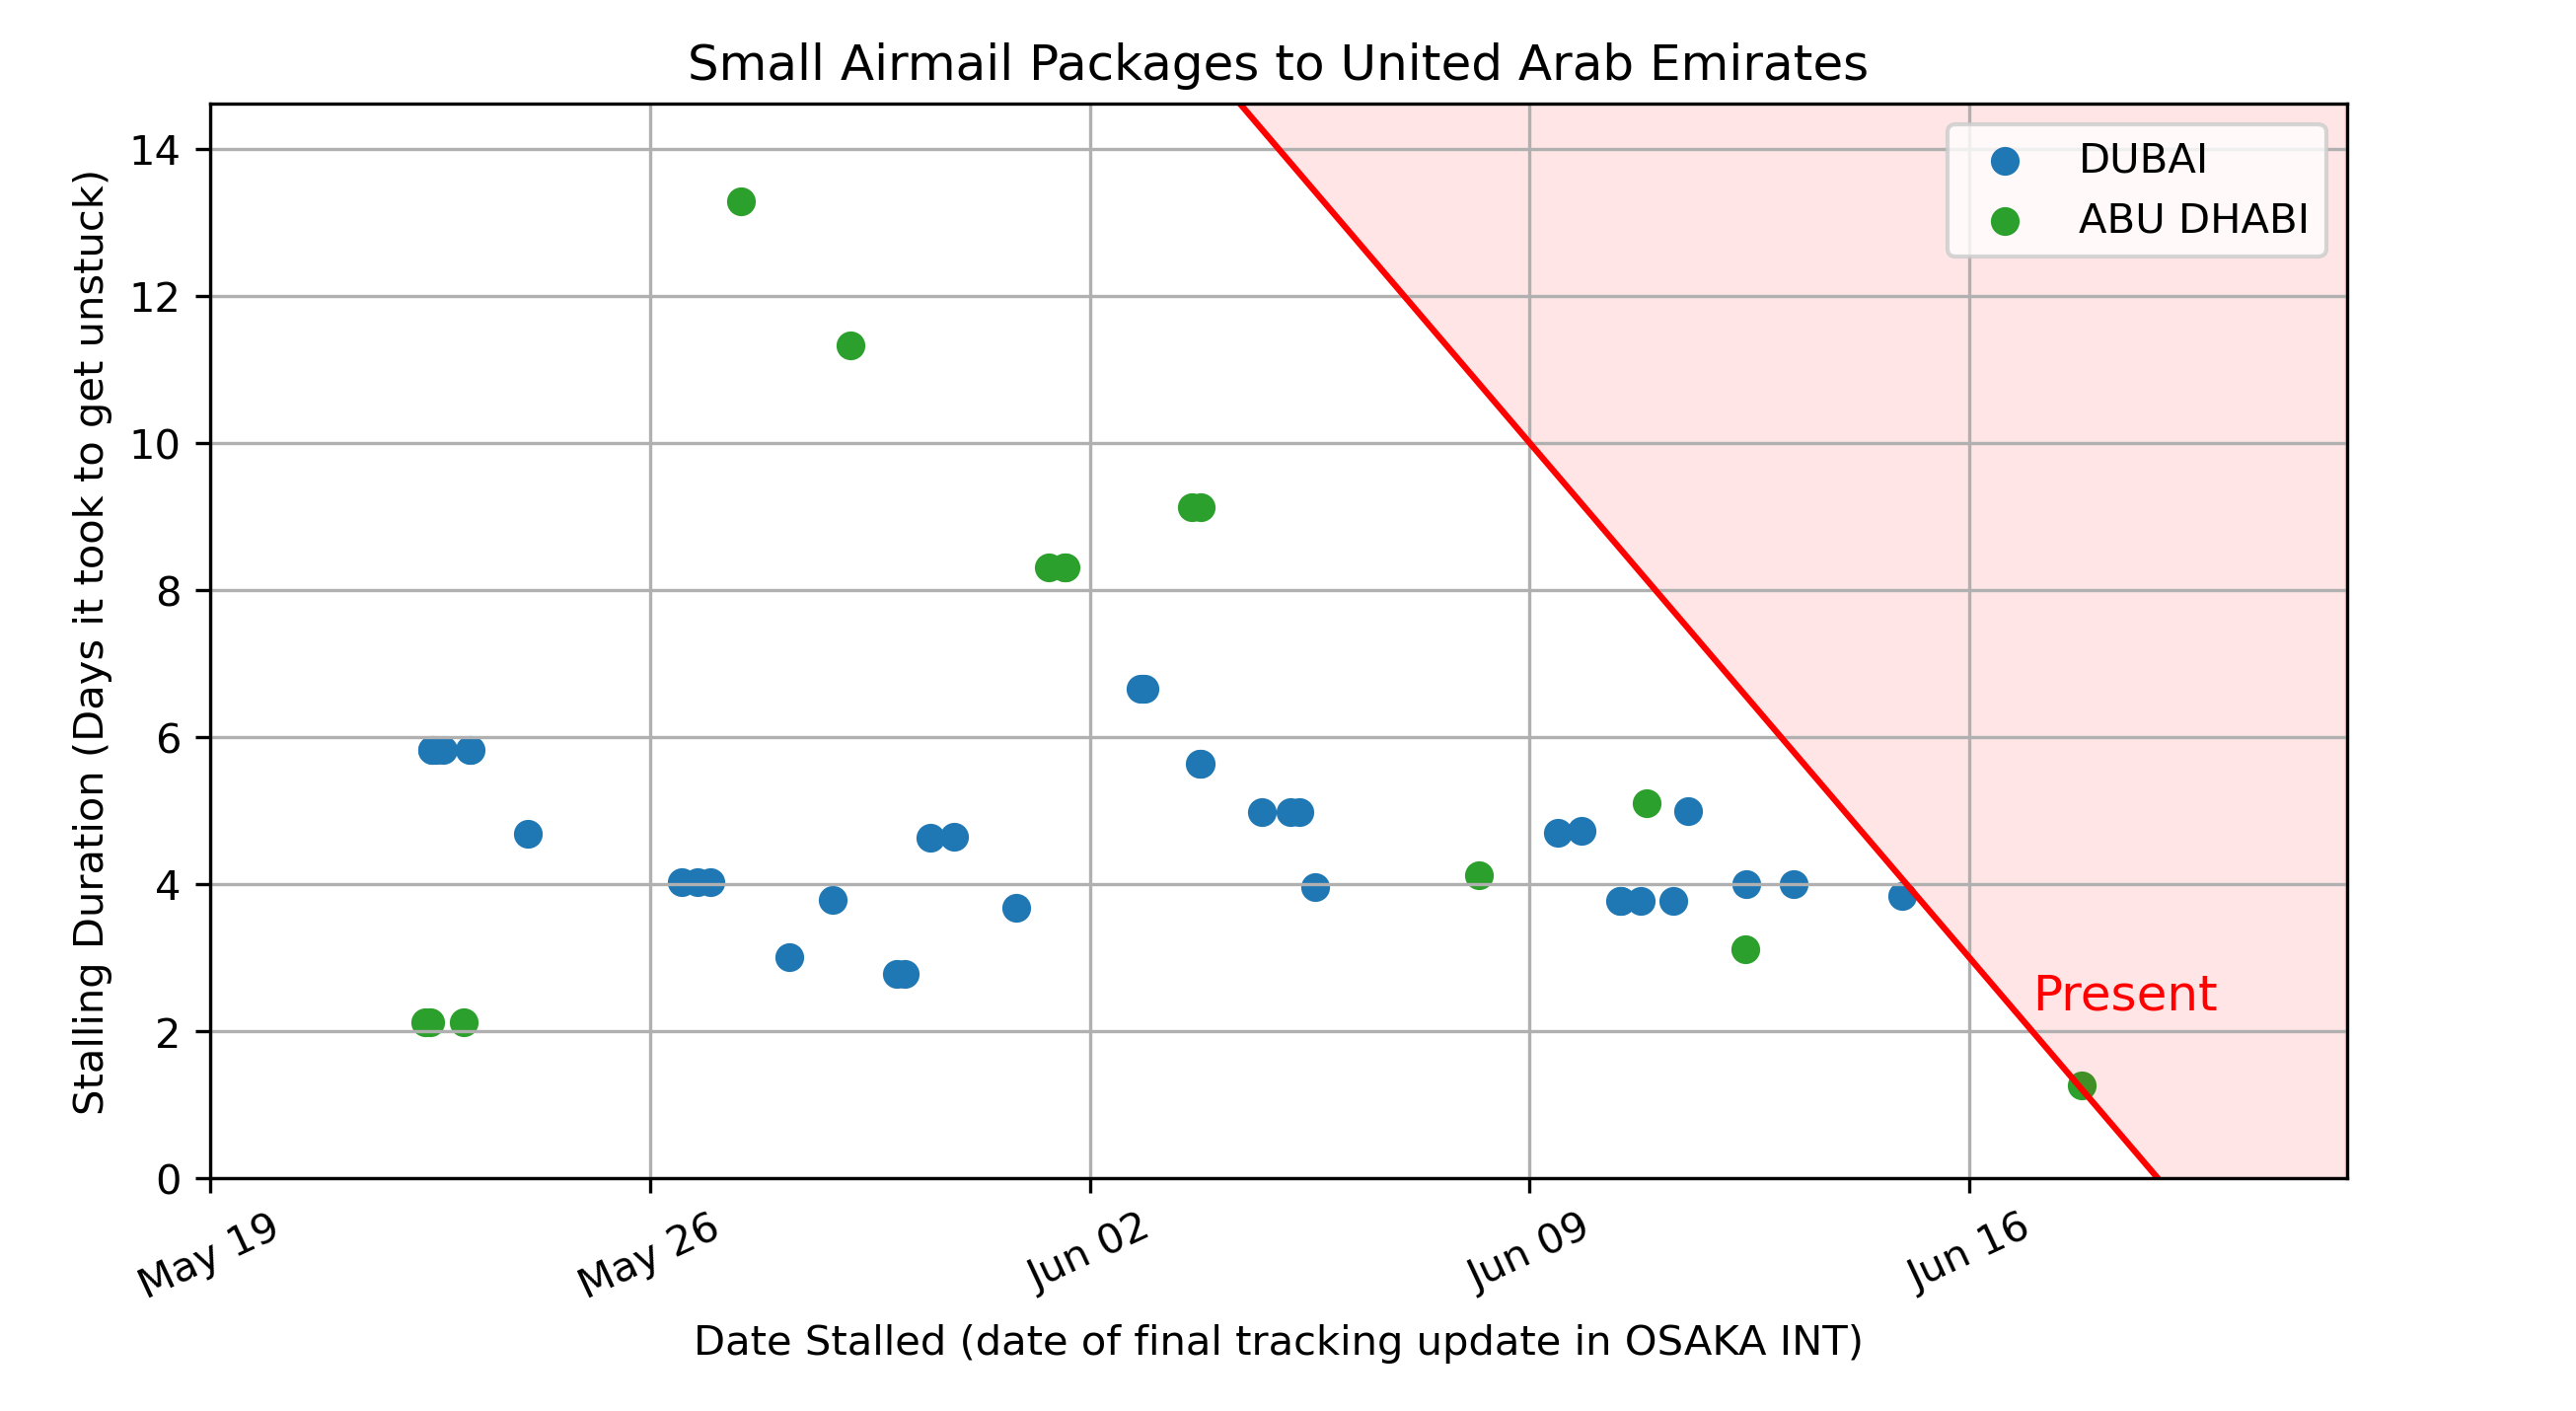 Small Airmail Packages to United Arab Emirates
Stalling Duration (Days it took to get unstuck)
14
12
10
8
6
4
2
0
DUBAI
ABU DHABI
Present
May 19
May 26
Jun 02
Jun 09
Jun 16
Date Stalled (date of final tracking update in OSAKA INT)